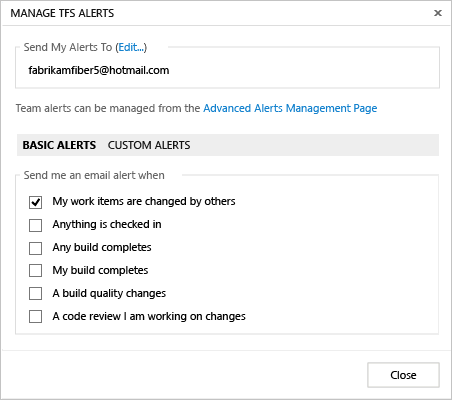 MANAGE TFS ALERTS
Send My Alerts To (Edit...)
fabrikamfiber5@hotmail.com
Team alerts can be managed from the Advanced Alerts Management Page
BASIC ALERTS CUSTOM ALERTS
Send me an email alert when
My work items are changed by others
Anything is checked in
Any build completes
My build completes
A build quality changes
A code review I am working on changes
Close